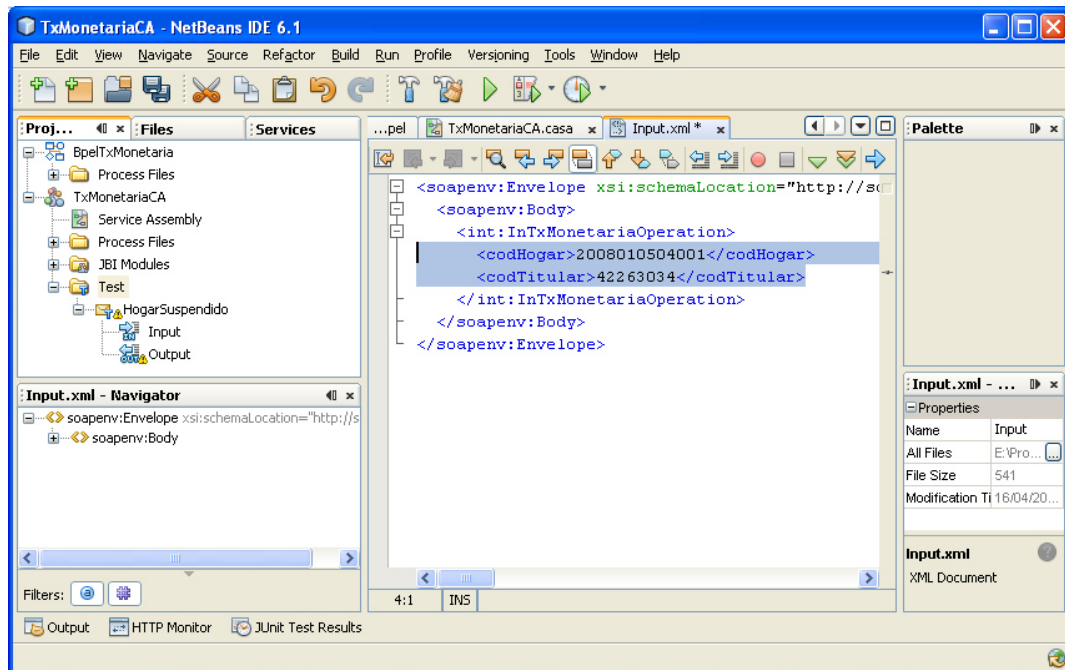 TxMonetariaCA - NetBeans IDE 6.1
File Edit View Navigate Source Refactor Build Run Profile Versioning Tools Window Help
Proj... Files Services
BpelTxMonetaria
Process Files
TxMonetariaCA
Service Assembly
Process Files
JBI Modules
Test
HogarSuspendido
Input
Output
Input.xml - Navigator
soapenv:Envelope xsi:schemaLocation="http://s
soapenv:Body
Filters:
...pel TxMonetariaCA.casa Input.xml *
<soapenv:Envelope xsi:schemaLocation="http://so
<soapenv:Body>
<int:InTxMonetariaOperation>
<codHogar>2008010504001</codHogar>
<codTitular>42263034</codTitular>
</int:InTxMonetariaOperation>
</soapenv:Body>
</soapenv:Envelope>
4:1 INS
Palette
Input.xml - ...
Properties
Name Input
All Files E:\Pro... ...
File Size 541
Modification Ti 16/04/20...
Input.xml
XML Document
Output HTTP Monitor JUnit Test Results